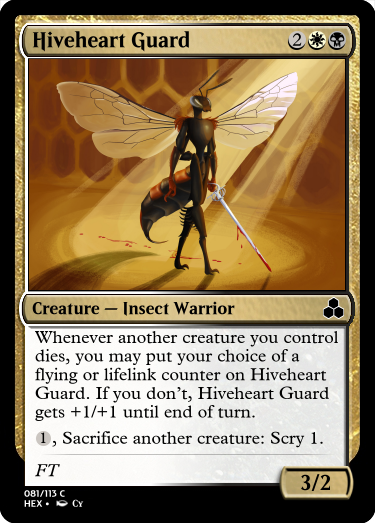 Hiveheart Guard 2
Creature — Insect Warrior
Whenever another creature you control
dies, you may put your choice of a
flying or lifelink counter on Hiveheart
Guard. If you don't, Hiveheart Guard
gets +1/+1 until end of turn.
1, Sacrifice another creature: Scry 1.
FT
3/2
081/113 C
HEX • Cy